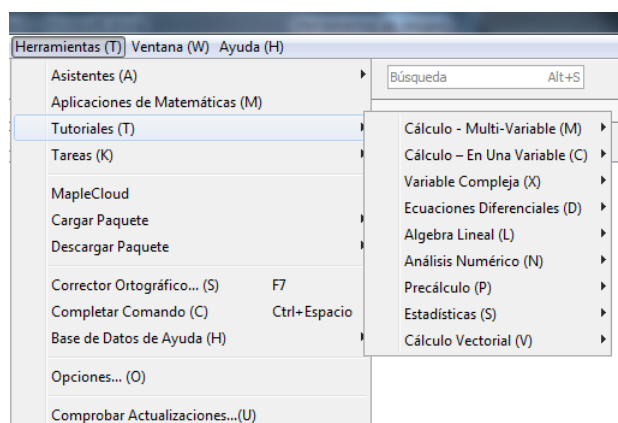 Herramientas (T) Ventana (W) Ayuda (H)
Asistentes (A)
Búsqueda Alt+S
Aplicaciones de Matemáticas (M)
Tutoriales (T)
Tareas (K)
MapleCloud
Cargar Paquete
Descargar Paquete
Corrector Ortográfico... (S) F7
Completar Comando (C) Ctrl+Espacio
Base de Datos de Ayuda (H)
Opciones... (O)
Comprobar Actualizaciones...(U)
Cálculo - Multi-Variable (M)
Cálculo – En Una Variable (C)
Variable Compleja (X)
Ecuaciones Diferenciales (D)
Algebra Lineal (L)
Análisis Numérico (N)
Precálculo (P)
Estadísticas (S)
Cálculo Vectorial (V)